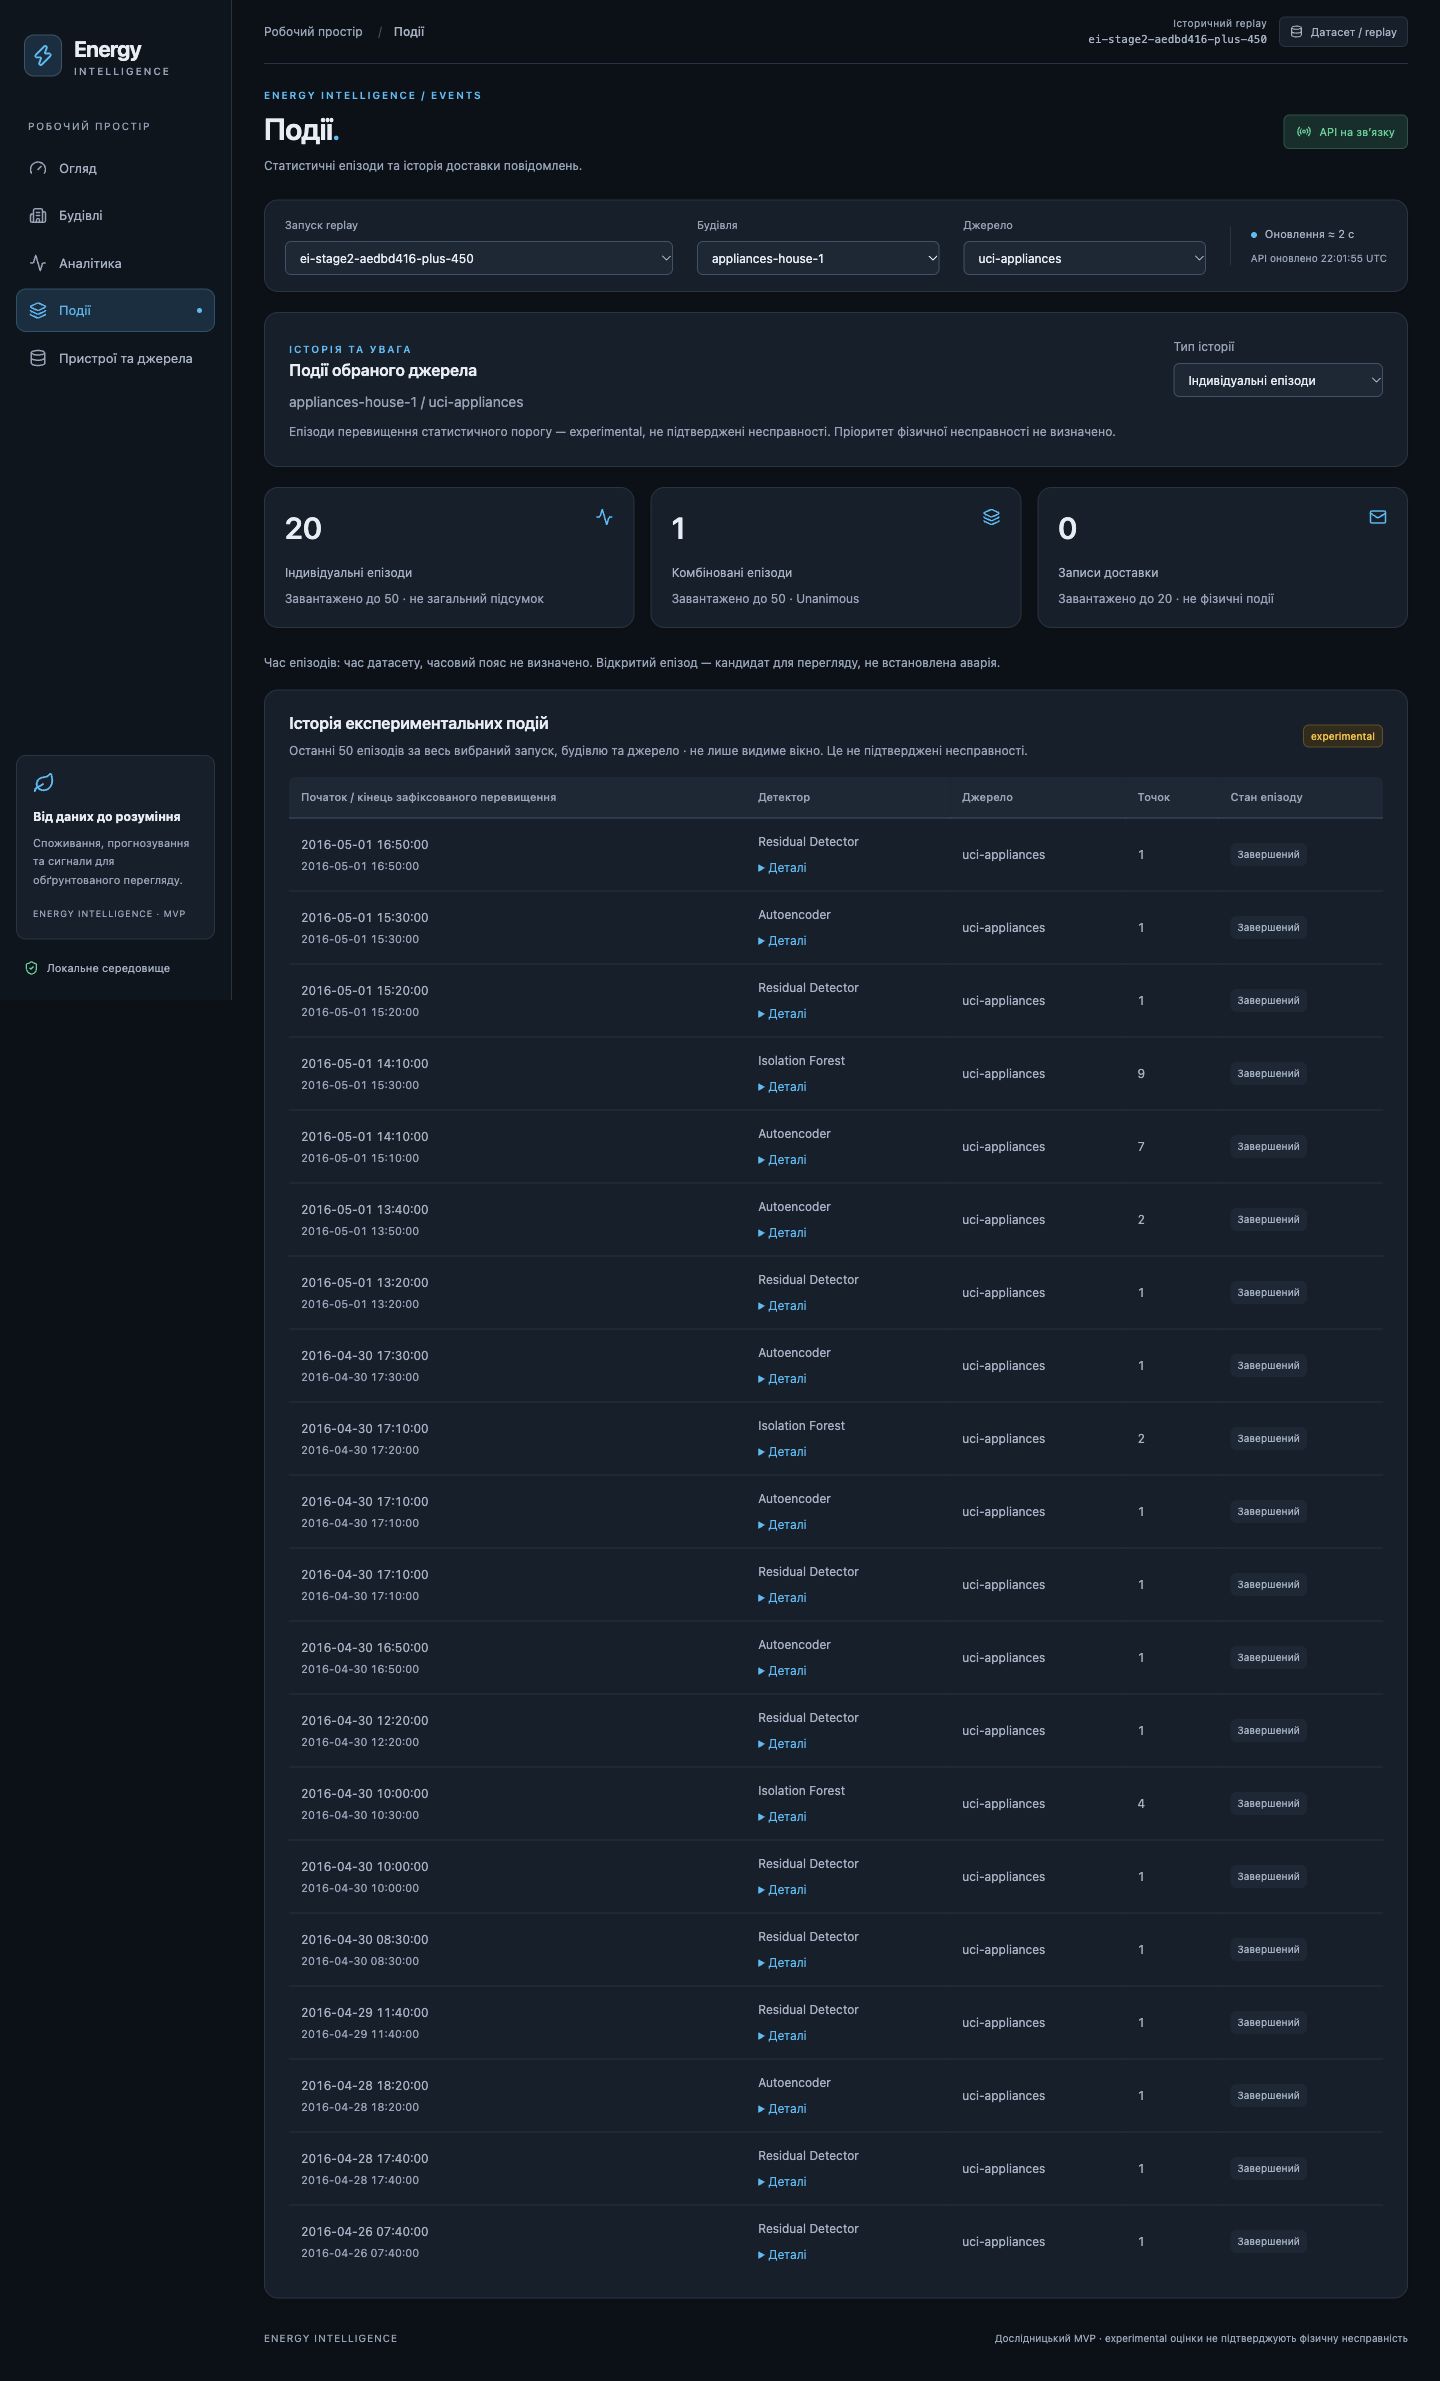 Energy
INTELLIGENCE
РОБОЧИЙ ПРОСТІР
Огляд
Будівлі
Аналітика
Події
Пристрої та джерела
Від даних до розуміння
Споживання, прогнозування
та сигнали для
обґрунтованого перегляду.
ENERGY INTELLIGENCE · MVP
Локальне середовище
Робочий простір / Події
Історичний replay
ei-stage2-aedbd416-plus-450
Датасет / replay
ENERGY INTELLIGENCE / EVENTS
Події.
Статистичні епізоди та історія доставки повідомлень.
API на зв'язку
Запуск replay
ei-stage2-aedbd416-plus-450
Будівля
appliances-house-1
Джерело
uci-appliances
Оновлення ≈ 2 с
API оновлено 22:01:55 UTC
ІСТОРІЯ ТА УВАГА
Події обраного джерела
appliances-house-1 / uci-appliances
Епізоди перевищення статистичного порогу — experimental, не підтверджені несправності. Пріоритет фізичної несправності не визначено.
Тип історії
Індивідуальні епізоди
20
Індивідуальні епізоди
Завантажено до 50 · не загальний підсумок
1
Комбіновані епізоди
Завантажено до 50 · Unanimous
0
Записи доставки
Завантажено до 20 · не фізичні події
Час епізодів: час датасету, часовий пояс не визначено. Відкритий епізод — кандидат для перегляду, не встановлена аварія.
Історія експериментальних подій
Останні 50 епізодів за весь вибраний запуск, будівлю та джерело · не лише видиме вікно. Це не підтверджені несправності.
experimental
Початок / кінець зафіксованого перевищення Детектор Джерело Точок Стан епізоду
2016-05-01 16:50:00 Residual Detector
2016-05-01 16:50:00 ▸ Деталі uci-appliances 1 Завершений
2016-05-01 15:30:00 Autoencoder
2016-05-01 15:30:00 ▸ Деталі uci-appliances 1 Завершений
2016-05-01 15:20:00 Residual Detector
2016-05-01 15:20:00 ▸ Деталі uci-appliances 1 Завершений
2016-05-01 14:10:00 Isolation Forest
2016-05-01 15:30:00 ▸ Деталі uci-appliances 9 Завершений
2016-05-01 14:10:00 Autoencoder
2016-05-01 15:10:00 ▸ Деталі uci-appliances 7 Завершений
2016-05-01 13:40:00 Autoencoder
2016-05-01 13:50:00 ▸ Деталі uci-appliances 2 Завершений
2016-05-01 13:20:00 Residual Detector
2016-05-01 13:20:00 ▸ Деталі uci-appliances 1 Завершений
2016-04-30 17:30:00 Autoencoder
2016-04-30 17:30:00 ▸ Деталі uci-appliances 1 Завершений
2016-04-30 17:10:00 Isolation Forest
2016-04-30 17:20:00 ▸ Деталі uci-appliances 2 Завершений
2016-04-30 17:10:00 Autoencoder
2016-04-30 17:10:00 ▸ Деталі uci-appliances 1 Завершений
2016-04-30 17:10:00 Residual Detector
2016-04-30 17:10:00 ▸ Деталі uci-appliances 1 Завершений
2016-04-30 16:50:00 Autoencoder
2016-04-30 16:50:00 ▸ Деталі uci-appliances 1 Завершений
2016-04-30 12:20:00 Residual Detector
2016-04-30 12:20:00 ▸ Деталі uci-appliances 1 Завершений
2016-04-30 10:00:00 Isolation Forest
2016-04-30 10:30:00 ▸ Деталі uci-appliances 4 Завершений
2016-04-30 10:00:00 Residual Detector
2016-04-30 10:00:00 ▸ Деталі uci-appliances 1 Завершений
2016-04-30 08:30:00 Residual Detector
2016-04-30 08:30:00 ▸ Деталі uci-appliances 1 Завершений
2016-04-29 11:40:00 Residual Detector
2016-04-29 11:40:00 ▸ Деталі uci-appliances 1 Завершений
2016-04-28 18:20:00 Autoencoder
2016-04-28 18:20:00 ▸ Деталі uci-appliances 1 Завершений
2016-04-28 17:40:00 Residual Detector
2016-04-28 17:40:00 ▸ Деталі uci-appliances 1 Завершений
2016-04-26 07:40:00 Residual Detector
2016-04-26 07:40:00 ▸ Деталі uci-appliances 1 Завершений
ENERGY INTELLIGENCE
Дослідницький MVP · experimental оцінки не підтверджують фізичну несправність